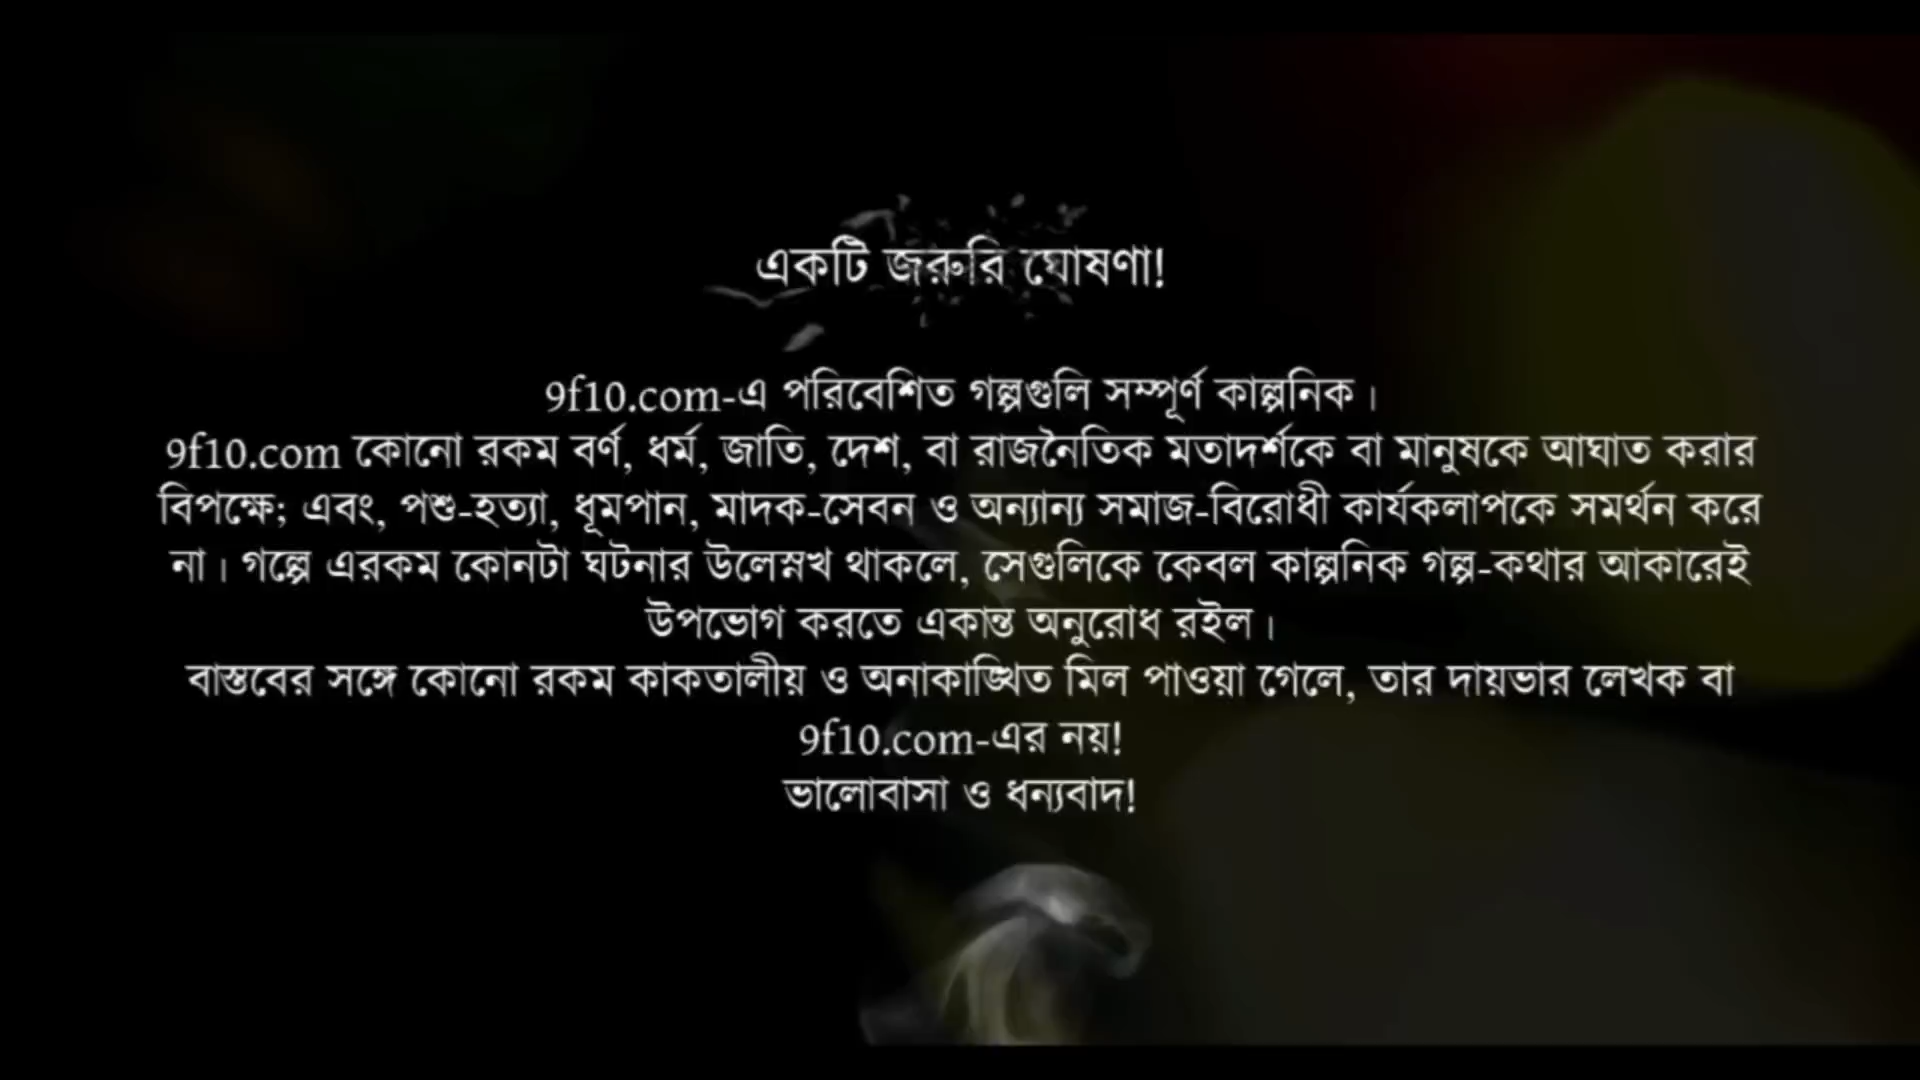 একটি জরুরি ঘোষণা!
9f10.com-এ পরিবেশিত গল্পগুলি সম্পূর্ণ কাল্পনিক।
9f10.com কোনো রকম বর্ণ, ধর্ম, জাতি, দেশ, বা রাজনৈতিক মতাদর্শকে বা মানুষকে আঘাত করার
বিপক্ষে; এবং, পশু-হত্যা, ধূমপান, মাদক-সেবন ও অন্যান্য সমাজ-বিরোধী কার্যকলাপকে সমর্থন করে
না। গল্পে এরকম কোনটা ঘটনার উলেস্নখ থাকলে, সেগুলিকে কেবল কাল্পনিক গল্প-কথার আকারেই
উপভোগ করতে একান্ত অনুরোধ রইল।
বাস্তবের সঙ্গে কোনো রকম কাকতালীয় ও অনাকাঙ্খিত মিল পাওয়া গেলে, তার দায়ভার লেখক বা
9f10.com-এর নয়!
ভালোবাসা ও ধন্যবাদ!